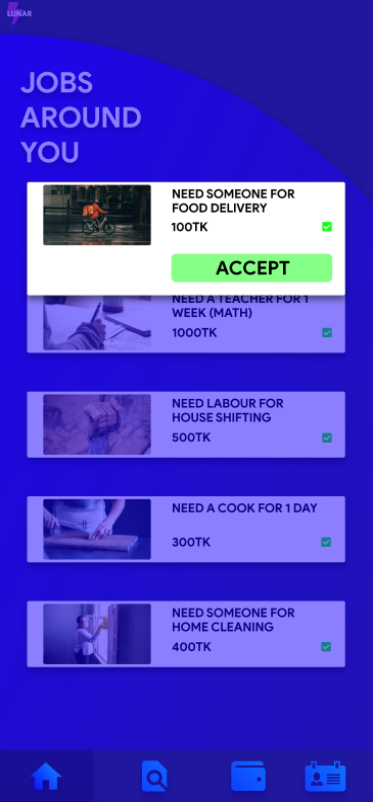 LUNAR
JOBS
AROUND
YOU
NEED SOMEONE FOR
FOOD DELIVERY
100TK
ACCEPT
NEED A TEACHER FOR 1
WEEK (MATH)
1000TK
NEED LABOUR FOR
HOUSE SHIFTING
500TK
NEED A COOK FOR 1 DAY
300TK
NEED SOMEONE FOR
HOME CLEANING
400TK